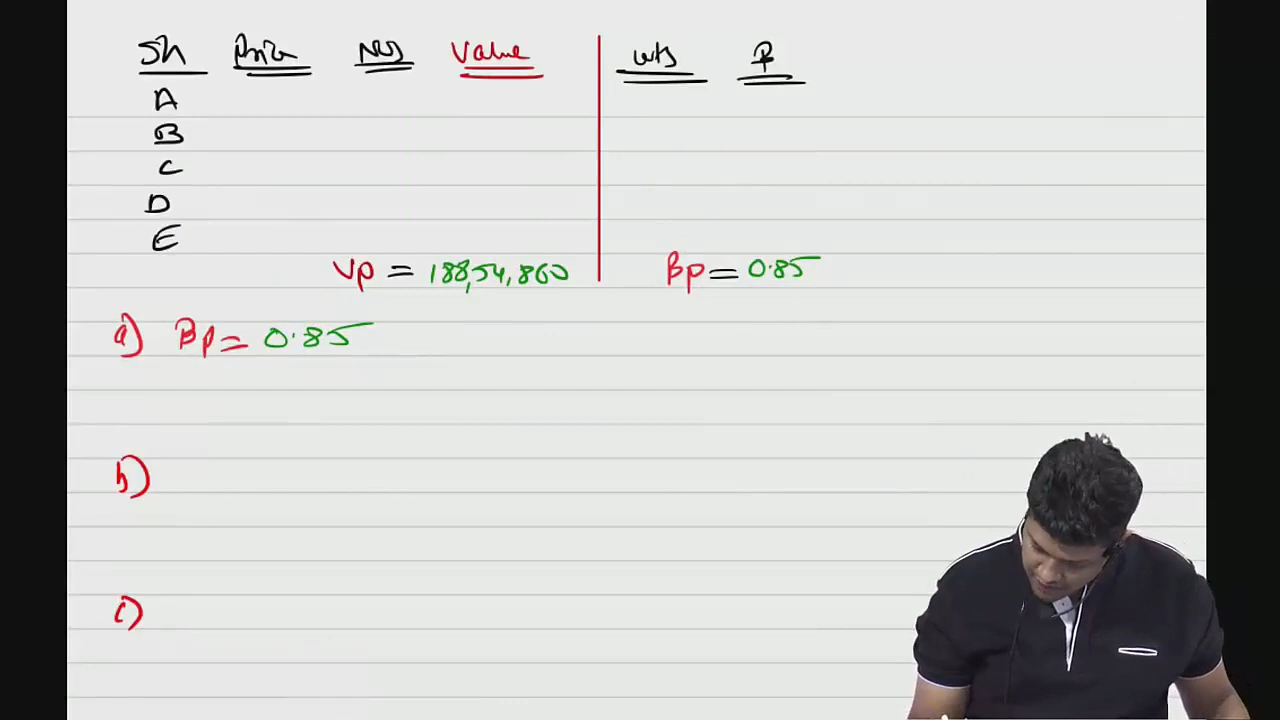 Sh Price NOS Value wts β
A
B
C
D
E
Vp = 188,54,860 βp = 0.85
a) βp = 0.85
b)
c)